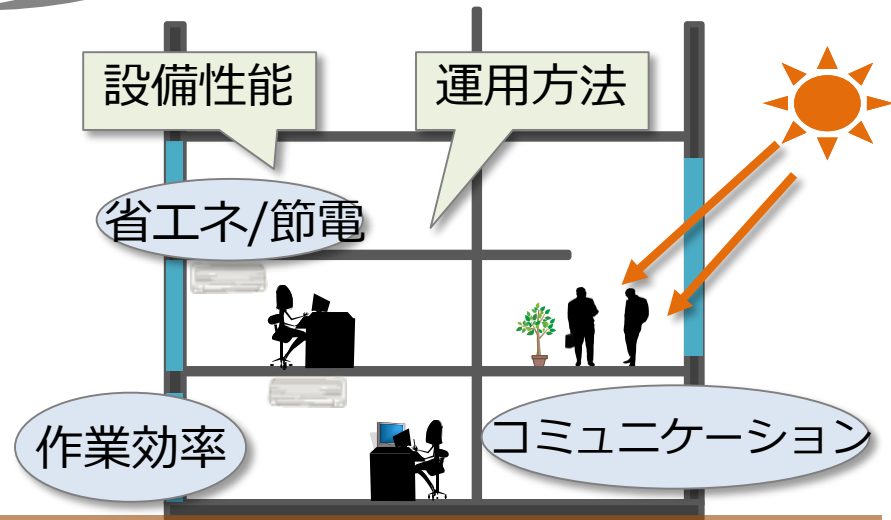 設備性能
運用方法
省エネ/節電
作業効率
コミュニケーション